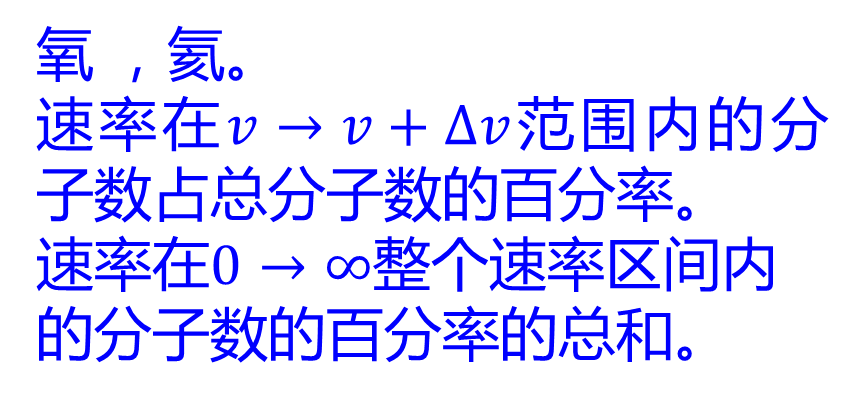 氧 ，氦。
速率在v → v + Δv范围内的分
子数占总分子数的百分率。
速率在0 → ∞整个速率区间内
的分子数的百分率的总和。